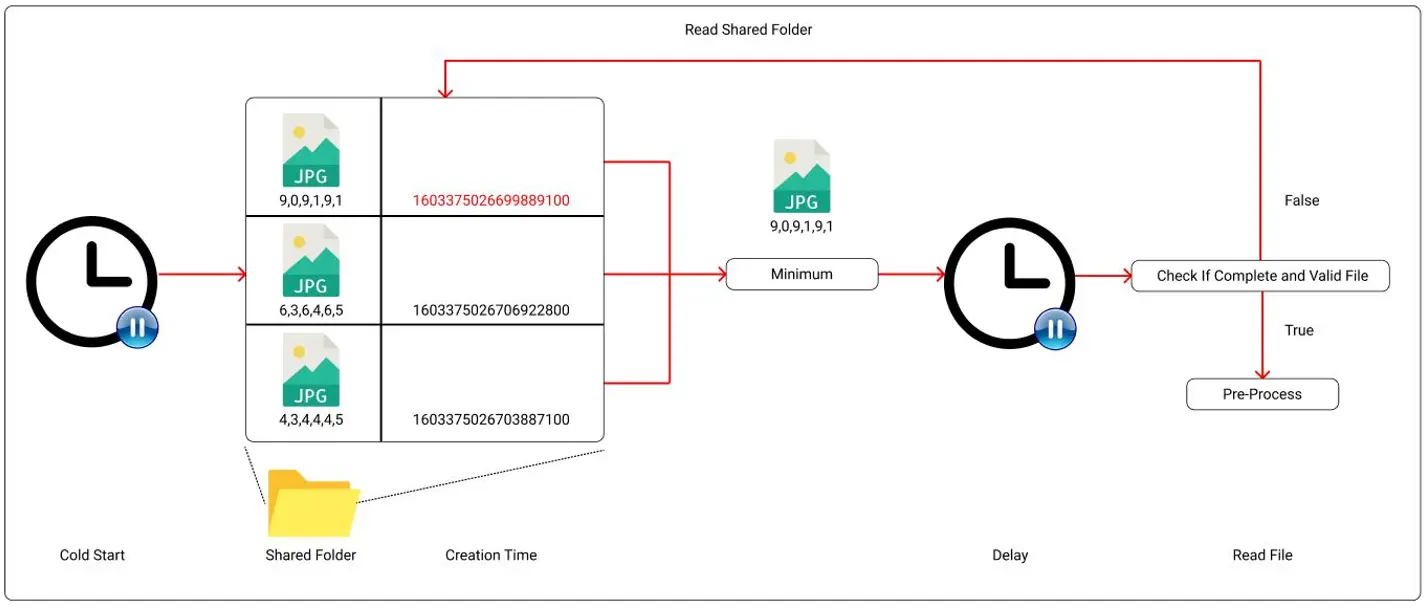 Read Shared Folder
JPG
9,0,9,1,9,1
1603375026699889100
JPG
6,3,6,4,6,5
1603375026706922800
JPG
4,3,4,4,4,5
1603375026703887100
JPG
9,0,9,1,9,1
Minimum
False
Check If Complete and Valid File
True
Pre-Process
Cold Start
Shared Folder
Creation Time
Delay
Read File